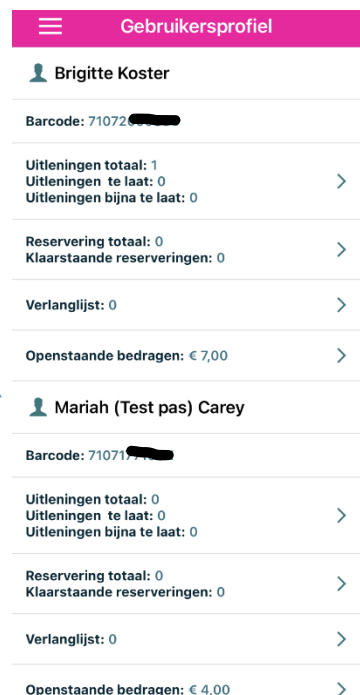 Gebruikersprofiel
Brigitte Koster
Barcode: 71072
Uitleningen totaal: 1
Uitleningen te laat: 0
Uitleningen bijna te laat: 0
Reservering totaal: 0
Klaarstaande reserveringen: 0
Verlanglijst: 0
Openstaande bedragen: € 7,00
Mariah (Test pas) Carey
Barcode: 71071
Uitleningen totaal: 0
Uitleningen te laat: 0
Uitleningen bijna te laat: 0
Reservering totaal: 0
Klaarstaande reserveringen: 0
Verlanglijst: 0
Openstaande bedragen: € 4,00